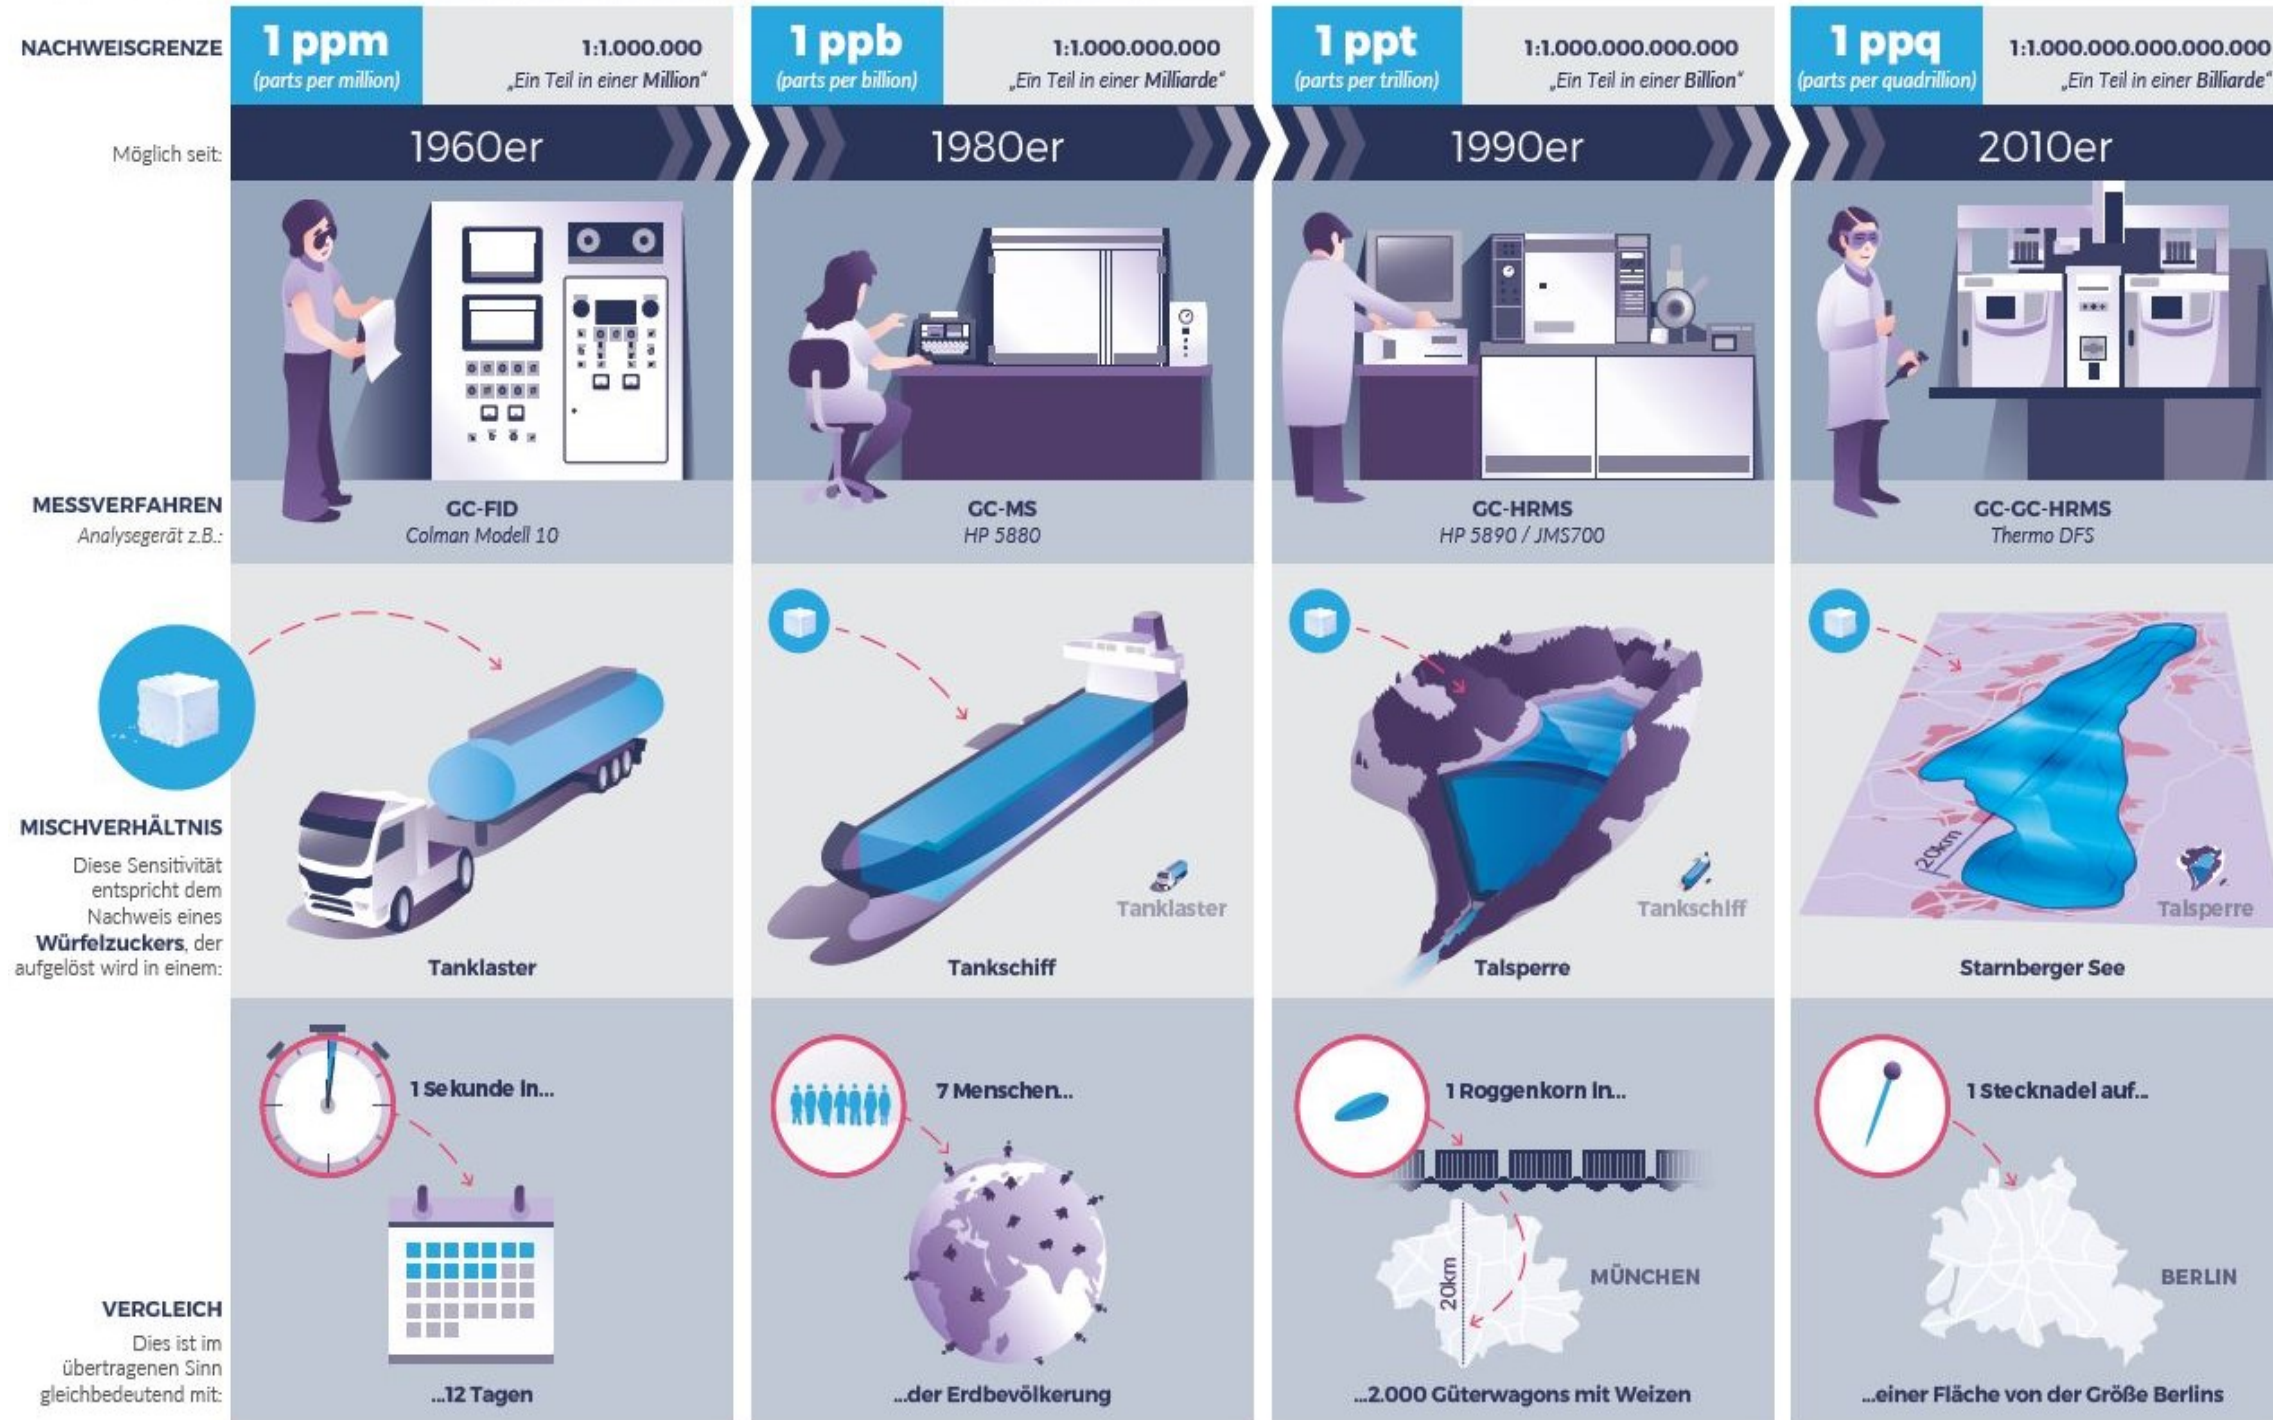 NACHWEISGRENZE
1 ppm
(parts per million)
1:1.000.000
„Ein Teil in einer Million“
1 ppb
(parts per billion)
1:1.000.000.000
„Ein Teil in einer Milliarde“
1 ppt
(parts per trillion)
1:1.000.000.000.000
„Ein Teil in einer Billion“
1 ppq
(parts per quadrillion)
1:1.000.000.000.000.000
„Ein Teil in einer Billiarde“
Möglich seit:
1960er
1980er
1990er
2010er
MESSVERFAHREN
Analysegerät z.B.:
GC-FID
Colman Modell 10
GC-MS
HP 5880
GC-HRMS
HP 5890 / JMS700
GC-GC-HRMS
Thermo DFS
MISCHVERHÄLTNIS
Diese Sensitivität
entspricht dem
Nachweis eines
Würfelzuckers, der
aufgelöst wird in einem:
Tanklaster
Tanklaster
Tankschiff
Tankschiff
Talsperre
20km
Talsperre
Starnberger See
VERGLEICH
Dies ist im
übertragenen Sinn
gleichbedeutend mit:
1 Sekunde in...
...12 Tagen
7 Menschen...
...der Erdbevölkerung
1 Roggenkorn in...
20km
MÜNCHEN
...2.000 Güterwagons mit Weizen
1 Stecknadel auf...
BERLIN
...einer Fläche von der Größe Berlins